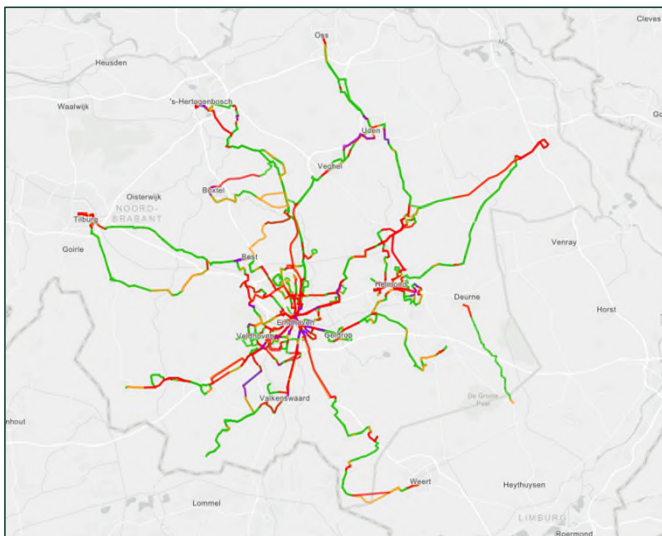 Cleves
Oss
Heusden
Waalwijk
's-Hertogenbosch
Uden
Veghel
Boxtel
Oisterwijk
NOORD-
BRABANT
Tilburg
Goirle
Best
Venray
Helmond
Deurne
Horst
Eindhoven
Veldhoven
Geldrop
Valkenswaard
De Groote
Peel
nhout
Weert
Heythuysen
Lommel
LIMBURG
Roermond